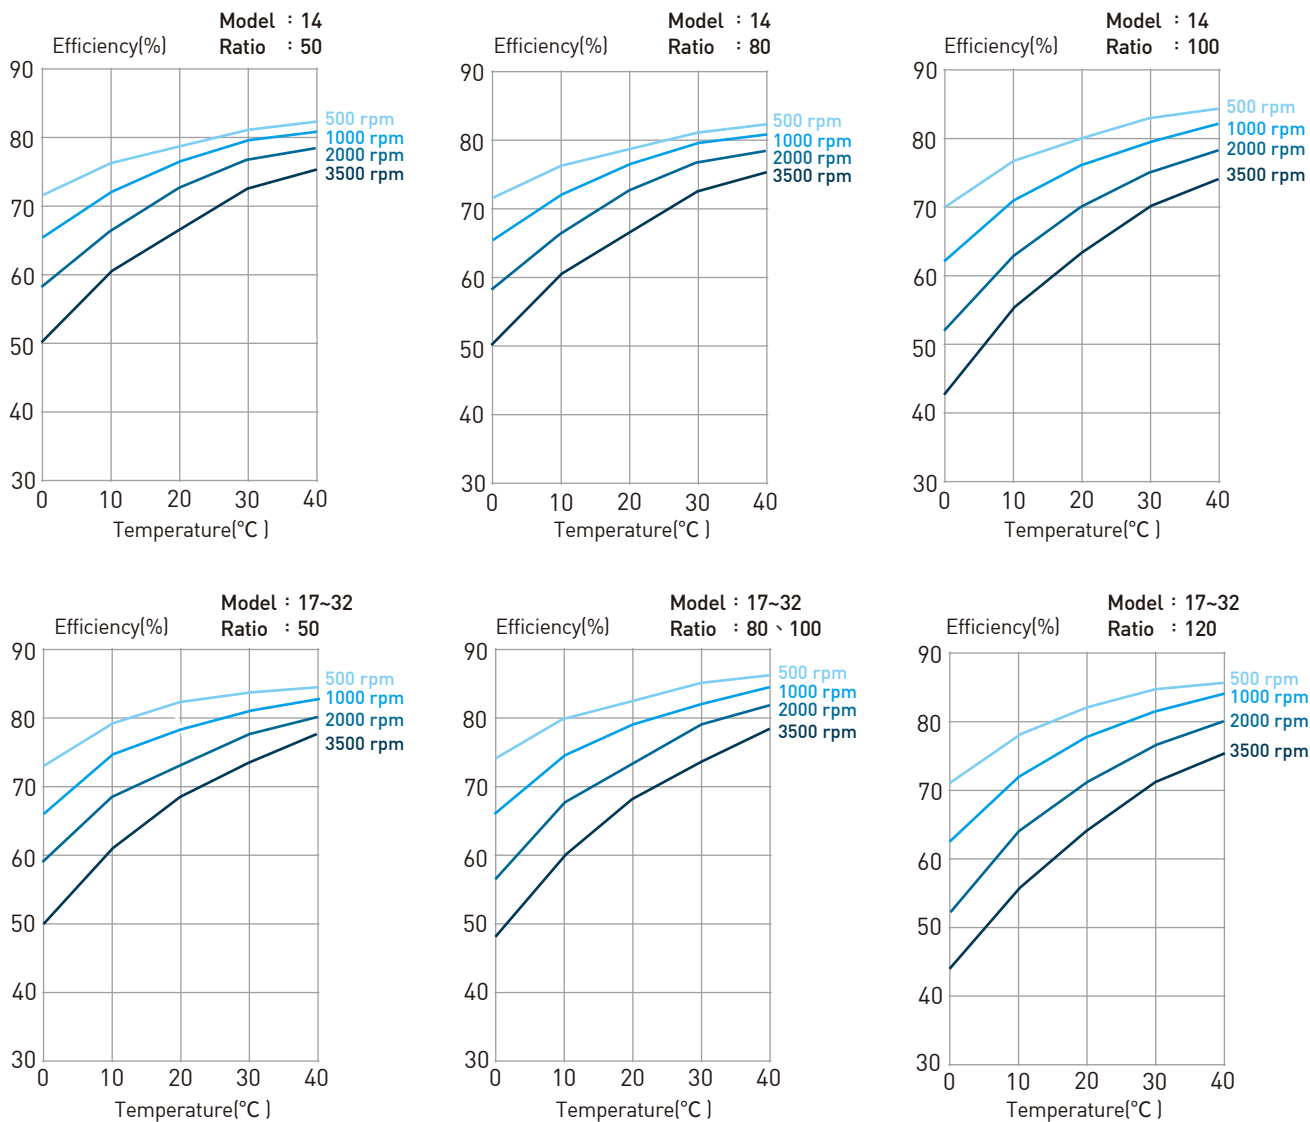 Model : 14
Efficiency(%) Ratio : 50
90
80
70
60
50
40
30
500 rpm
1000 rpm
2000 rpm
3500 rpm
0 10 20 30 40
Temperature(°C )
Model : 14
Efficiency(%) Ratio : 80
90
80
70
60
50
40
30
500 rpm
1000 rpm
2000 rpm
3500 rpm
0 10 20 30 40
Temperature(°C )
Model : 14
Efficiency(%) Ratio : 100
90
80
70
60
50
40
30
500 rpm
1000 rpm
2000 rpm
3500 rpm
0 10 20 30 40
Temperature(°C )
Model : 17~32
Efficiency(%) Ratio : 50
90
80
70
60
50
40
30
500 rpm
1000 rpm
2000 rpm
3500 rpm
0 10 20 30 40
Temperature(°C )
Model : 17~32
Efficiency(%) Ratio : 80、100
90
80
70
60
50
40
30
500 rpm
1000 rpm
2000 rpm
3500 rpm
0 10 20 30 40
Temperature(°C )
Model : 17~32
Efficiency(%) Ratio : 120
90
80
70
60
50
40
30
500 rpm
1000 rpm
2000 rpm
3500 rpm
0 10 20 30 40
Temperature(°C )